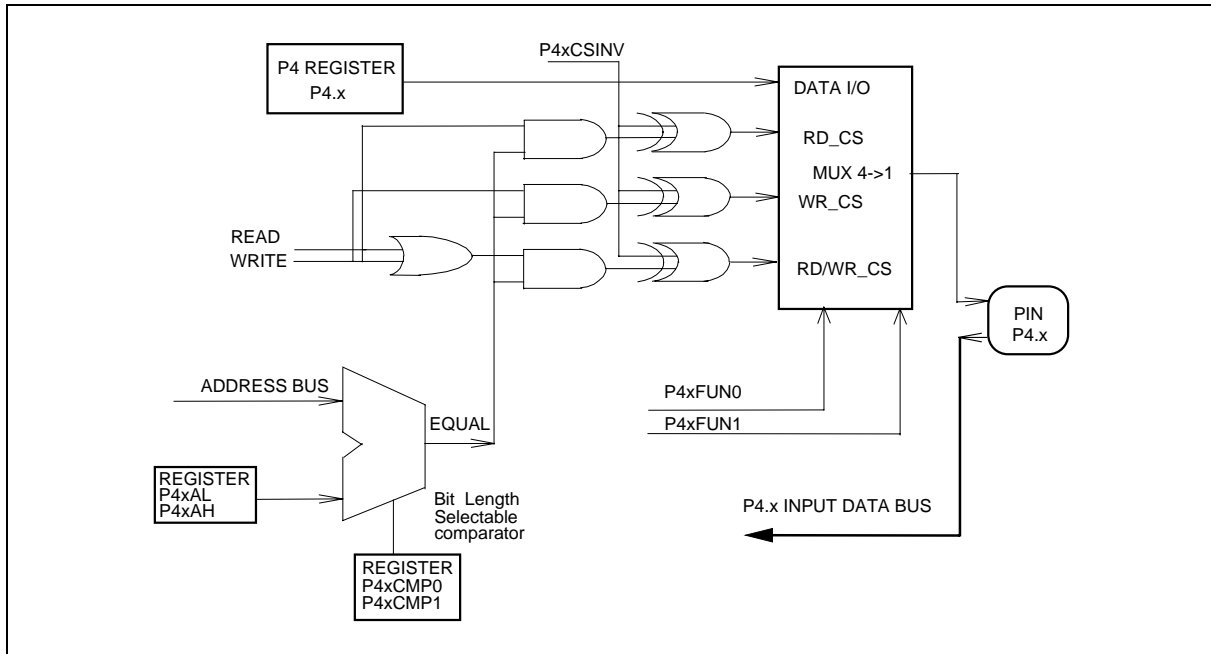 P4xCSINV
P4 REGISTER
P4.x
DATA I/O
RD_CS
MUX 4->1
WR_CS
RD/WR_CS
READ
WRITE
PIN
P4.x
ADDRESS BUS
EQUAL
P4xFUN0
P4xFUN1
REGISTER
P4xAL
P4xAH
Bit Length
Selectable
comparator
P4.x INPUT DATA BUS
REGISTER
P4xCMP0
P4xCMP1